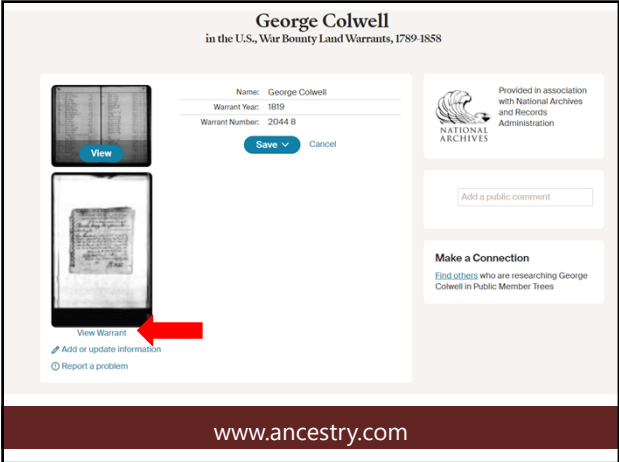 George Colwell
in the U.S., War Bounty Land Warrants, 1789-1858
View
Name: George Colwell
Warrant Year: 1819
Warrant Number: 2044 8
Save Cancel
View Warrant
Add or update information
Report a problem
NATIONAL
ARCHIVES
Provided in association
with National Archives
and Records
Administration
Add a public comment
Make a Connection
Find others who are researching George
Colwell in Public Member Trees
www.ancestry.com